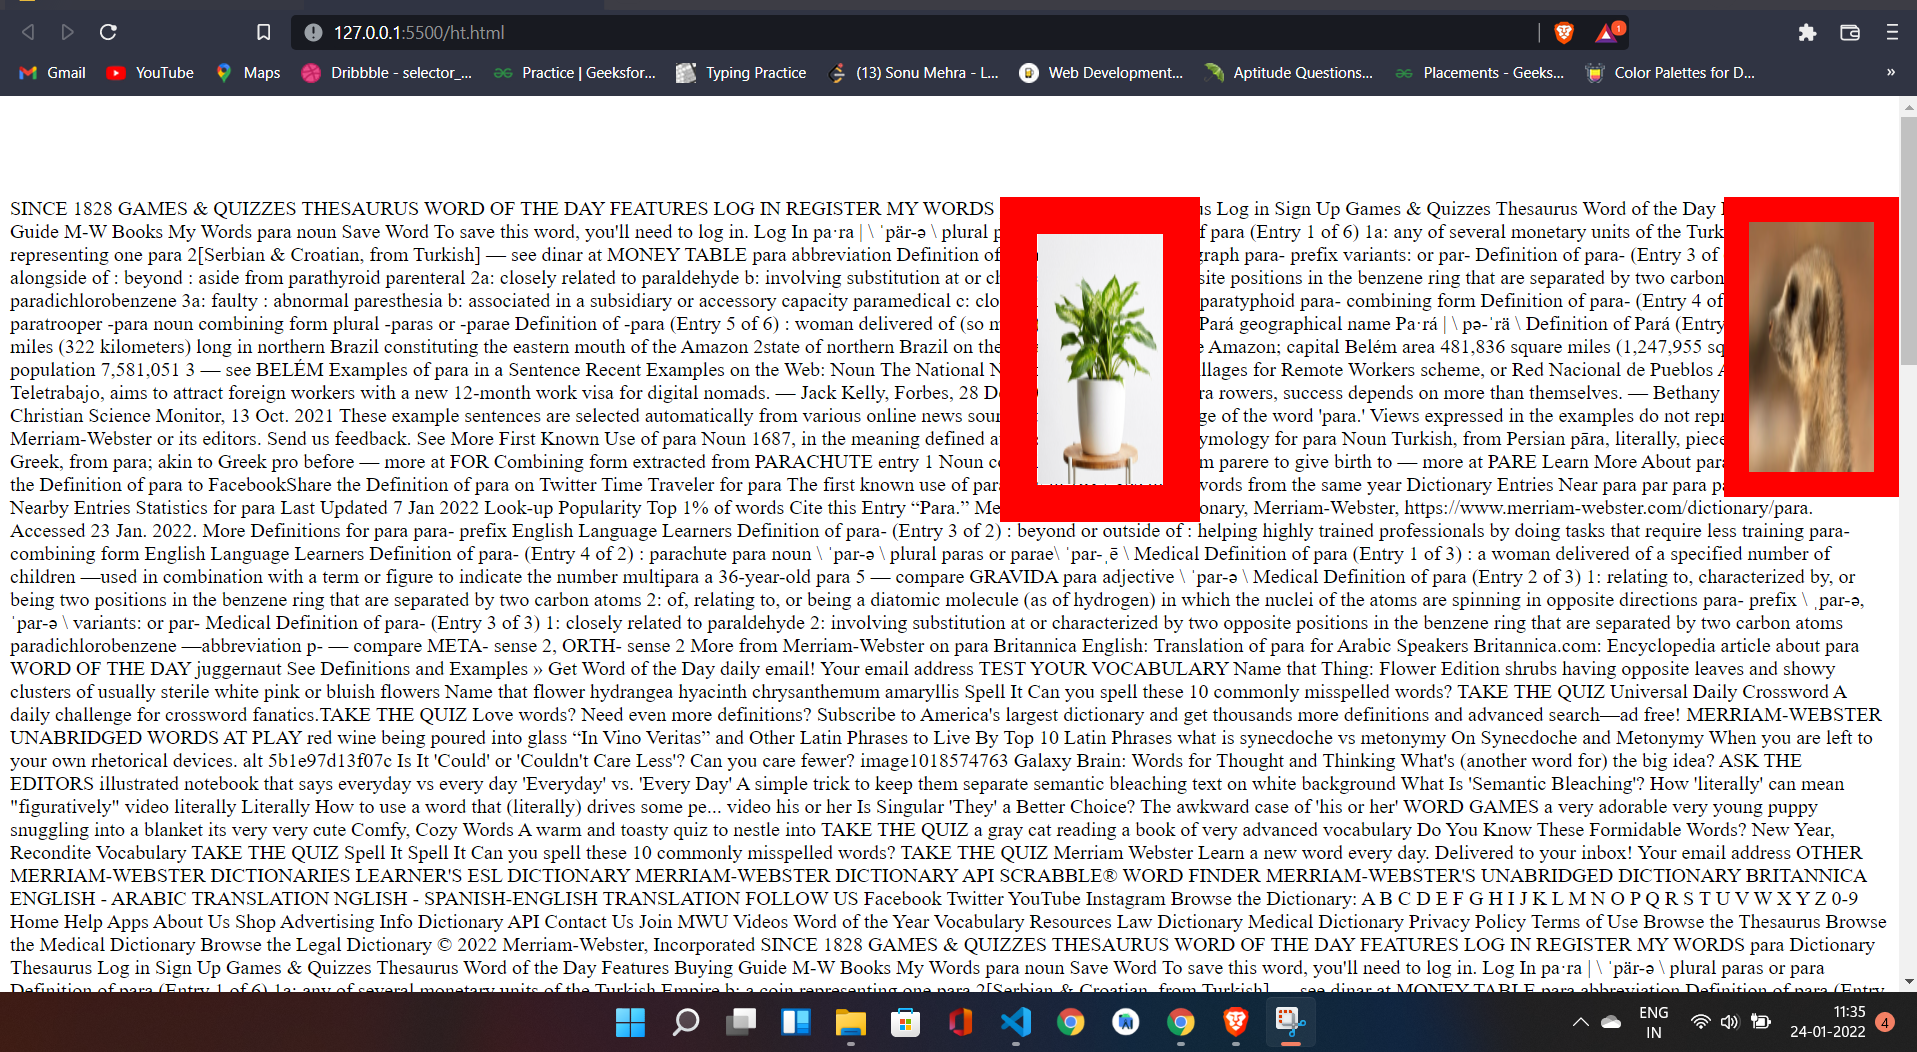 127.0.0.1:5500/ht.html
1
Gmail YouTube Maps Dribbble - selector_... Practice | Geeksfor... Typing Practice (13) Sonu Mehra - L... Web Development... Aptitude Questions... Placements - Geeks... Color Palettes for D... »
SINCE 1828 GAMES & QUIZZES THESAURUS WORD OF THE DAY FEATURES LOG IN REGISTER MY WORDS Log in Sign Up Games & Quizzes Thesaurus Word of the Day
Guide M-W Books My Words para noun Save Word To save this word, you'll need to log in. Log In pa·​ra | \ ˈpär-ə \ plural of para (Entry 1 of 6) 1a: any of several monetary units of the
representing one para 2[Serbian & Croatian, from Turkish] — see dinar at MONEY TABLE para abbreviation Definition of para- prefix variants: or par- Definition of para- (Entry 3 of
alongside of : beyond : aside from parathyroid parenteral 2a: closely related to paraldehyde b: involving substitution at or positions in the benzene ring that are separated by two carbon
paradichlorobenzene 3a: faulty : abnormal paresthesia b: associated in a subsidiary or accessory capacity paramedical c: paratyphoid para- combining form Definition of para- (Entry 4 of
paratrooper -para noun combining form plural -paras or -parae Definition of -para (Entry 5 of 6) : woman delivered of (so Pará geographical name Pa·​rá | \ pə-ˈrä \ Definition of Pará (Entry
miles (322 kilometers) long in northern Brazil constituting the eastern mouth of the Amazon 2state of northern Brazil on the Amazon; capital Belém area 481,836 square miles (1,247,955
population 7,581,051 3 — see BELÉM Examples of para in a Sentence Recent Examples on the Web: Noun The National for Remote Workers scheme, or Red Nacional de Pueblos
Teletrabajo, aims to attract foreign workers with a new 12-month work visa for digital nomads. — Jack Kelly, Forbes, 28 rowers, success depends on more than themselves. — Bethany
Christian Science Monitor, 13 Oct. 2021 These example sentences are selected automatically from various online news of the word 'para.' Views expressed in the examples do not
Merriam-Webster or its editors. Send us feedback. See More First Known Use of para Noun 1687, in the meaning defined for para Noun Turkish, from Persian pāra, literally, piece
Greek, from para; akin to Greek pro before — more at FOR Combining form extracted from PARACHUTE entry 1 Noun parere to give birth to — more at PARE Learn More About
the Definition of para to FacebookShare the Definition of para on Twitter Time Traveler for para The first known use of words from the same year Dictionary Entries Near para par para
Nearby Entries Statistics for para Last Updated 7 Jan 2022 Look-up Popularity Top 1% of words Cite this Entry “Para.” Merriam-Webster, https://www.merriam-webster.com/dictionary/para.
Accessed 23 Jan. 2022. More Definitions for para para- prefix English Language Learners Definition of para- (Entry 3 of 2) : beyond or outside of : helping highly trained professionals by doing tasks that require less training para-
combining form English Language Learners Definition of para- (Entry 4 of 2) : parachute para noun \ ˈpar-ə \ plural paras or parae\ ˈpar-ˌē \ Medical Definition of para (Entry 1 of 3) : a woman delivered of a specified number of
children —used in combination with a term or figure to indicate the number multipara a 36-year-old para 5 — compare GRAVIDA para adjective \ ˈpar-ə \ Medical Definition of para (Entry 2 of 3) 1: relating to, characterized by, or
being two positions in the benzene ring that are separated by two carbon atoms 2: of, relating to, or being a diatomic molecule (as of hydrogen) in which the nuclei of the atoms are spinning in opposite directions para- prefix \ ˌpar-ə,
ˈpar-ə \ variants: or par- Medical Definition of para- (Entry 3 of 3) 1: closely related to paraldehyde 2: involving substitution at or characterized by two opposite positions in the benzene ring that are separated by two carbon atoms
paradichlorobenzene —abbreviation p- — compare META- sense 2, ORTH- sense 2 More from Merriam-Webster on para Britannica English: Translation of para for Arabic Speakers Britannica.com: Encyclopedia article about para
WORD OF THE DAY juggernaut See Definitions and Examples » Get Word of the Day daily email! Your email address TEST YOUR VOCABULARY Name that Thing: Flower Edition shrubs having opposite leaves and showy
clusters of usually sterile white pink or bluish flowers Name that flower hydrangea hyacinth chrysanthemum amaryllis Spell It Can you spell these 10 commonly misspelled words? TAKE THE QUIZ Universal Daily Crossword A
daily challenge for crossword fanatics.TAKE THE QUIZ Love words? Need even more definitions? Subscribe to America's largest dictionary and get thousands more definitions and advanced search—ad free! MERRIAM-WEBSTER
UNABRIDGED WORDS AT PLAY red wine being poured into glass “In Vino Veritas” and Other Latin Phrases to Live By Top 10 Latin Phrases what is synecdoche vs metonymy On Synecdoche and Metonymy When you are left to
your own rhetorical devices. alt 5b1e97d13f07c Is It 'Could' or 'Couldn't Care Less'? Can you care fewer? image1018574763 Galaxy Brain: Words for Thought and Thinking What's (another word for) the big idea? ASK THE
EDITORS illustrated notebook that says everyday vs every day 'Everyday' vs. 'Every Day' A simple trick to keep them separate semantic bleaching text on white background What Is 'Semantic Bleaching'? How 'literally' can mean
"figuratively" video literally Literally How to use a word that (literally) drives some pe... video his or her Is Singular 'They' a Better Choice? The awkward case of 'his or her' WORD GAMES a very adorable very young puppy
snuggling into a blanket its very very cute Comfy, Cozy Words A warm and toasty quiz to nestle into TAKE THE QUIZ a gray cat reading a book of very advanced vocabulary Do You Know These Formidable Words? New Year,
Recondite Vocabulary TAKE THE QUIZ Spell It Spell It Can you spell these 10 commonly misspelled words? TAKE THE QUIZ Merriam Webster Learn a new word every day. Delivered to your inbox! Your email address OTHER
MERRIAM-WEBSTER DICTIONARIES LEARNER'S ESL DICTIONARY MERRIAM-WEBSTER DICTIONARY API SCRABBLE® WORD FINDER MERRIAM-WEBSTER'S UNABRIDGED DICTIONARY BRITANNICA
ENGLISH - ARABIC TRANSLATION NGLISH - SPANISH-ENGLISH TRANSLATION FOLLOW US Facebook Twitter YouTube Instagram Browse the Dictionary: A B C D E F G H I J K L M N O P Q R S T U V W X Y Z 0-9
Home Help Apps About Us Shop Advertising Info Dictionary API Contact Us Join MWU Videos Word of the Year Vocabulary Resources Law Dictionary Medical Dictionary Privacy Policy Terms of Use Browse the Thesaurus Browse
the Medical Dictionary Browse the Legal Dictionary © 2022 Merriam-Webster, Incorporated SINCE 1828 GAMES & QUIZZES THESAURUS WORD OF THE DAY FEATURES LOG IN REGISTER MY WORDS para Dictionary
Thesaurus Log in Sign Up Games & Quizzes Thesaurus Word of the Day Features Buying Guide M-W Books My Words para noun Save Word To save this word, you'll need to log in. Log In pa·​ra | \ ˈpär-ə \ plural paras or para
Definition of para (Entry 1 of 6) 1a: any of several monetary units of the Turkish Empire b: a coin representing one para 2[Serbian & Croatian, from Turkish] — see dinar at MONEY TABLE para abbreviation Definition of para (Entry
ENG
IN
11:35
24-01-2022
4